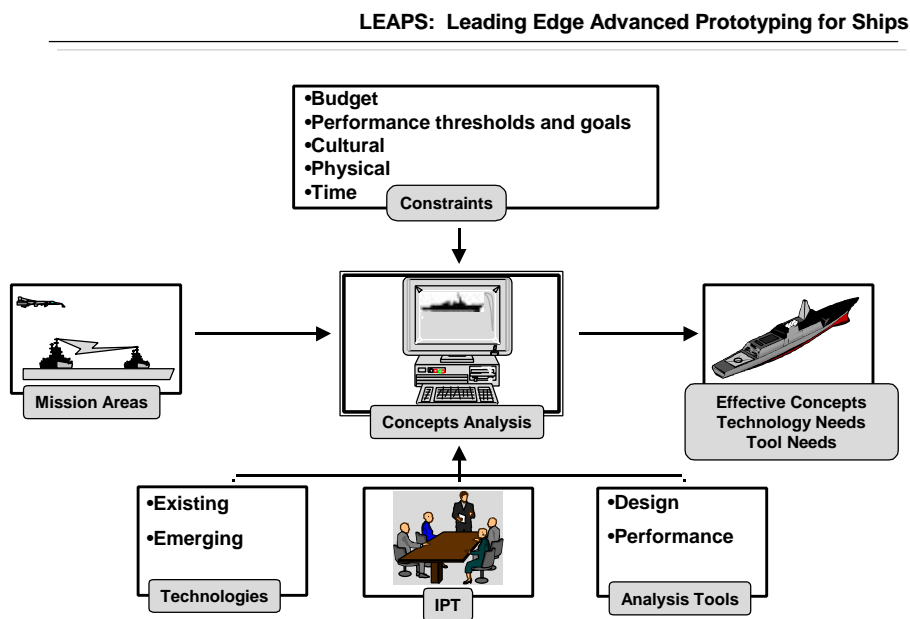 LEAPS: Leading Edge Advanced Prototyping for Ships
•Budget
•Performance thresholds and goals
•Cultural
•Physical
•Time
Constraints
Mission Areas
Concepts Analysis
Effective Concepts
Technology Needs
Tool Needs
•Existing
•Emerging
Technologies
IPT
•Design
•Performance
Analysis Tools